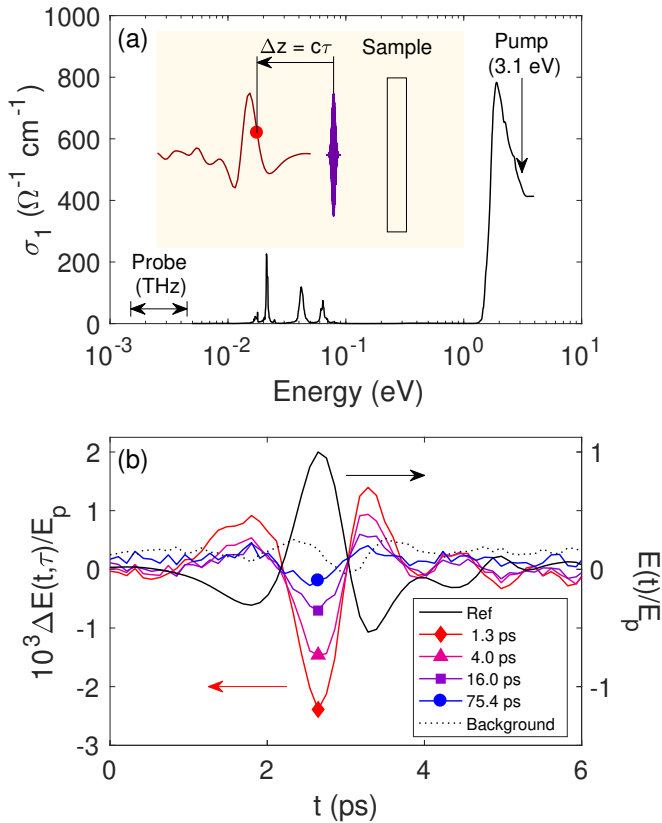 (a)
Δz = cτ
Sample
Pump
(3.1 eV)
Probe
(THz)
1000
800
600
400
200
0
σ₁ (Ω⁻¹ cm⁻¹)
10⁻³
10⁻²
10⁻¹
10⁰
10¹
Energy (eV)
(b)
2
1
0
-1
-2
-3
10³ ΔE(t,τ)/Eₚ
1
0
-1
E(t)/Eₚ
Ref
1.3 ps
4.0 ps
16.0 ps
75.4 ps
Background
0
2
4
6
t (ps)